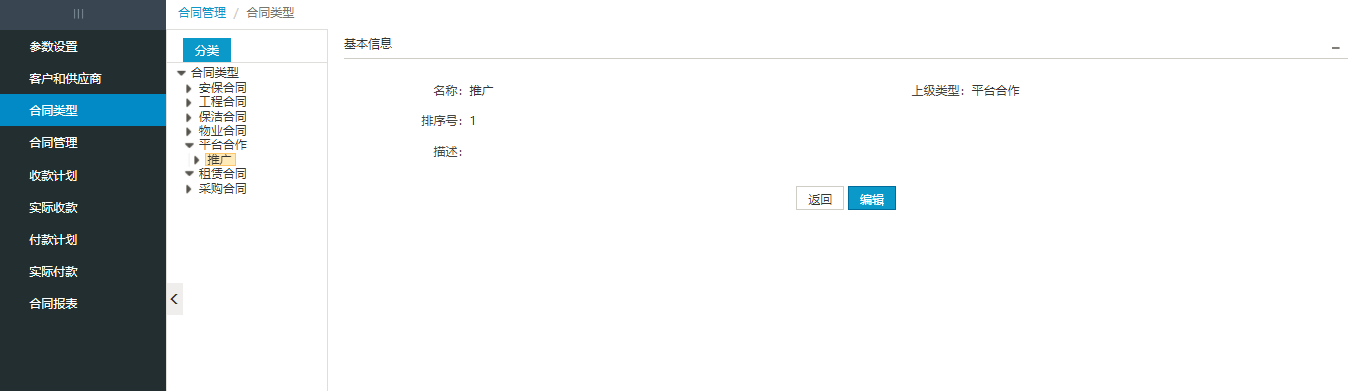 合同管理 / 合同类型
参数设置
客户和供应商
合同类型
合同管理
收款计划
实际收款
付款计划
实际付款
合同报表
分类
合同类型
安保合同
工程合同
保洁合同
物业合同
平台合作
推广
租赁合同
采购合同
基本信息
名称: 推广
上级类型: 平台合作
排序号: 1
描述:
返回 编辑